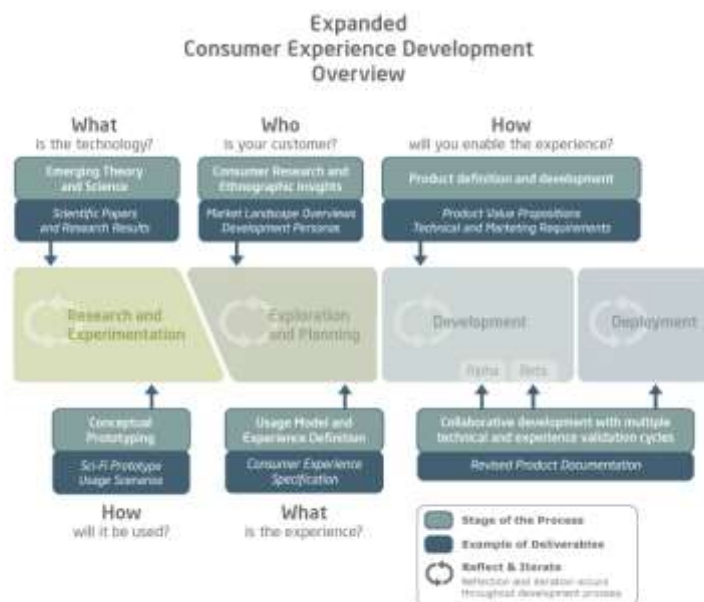 Expanded
Consumer Experience Development
Overview
What
is the technology?
Who
is your customer?
How
will you enable the experience?
Emerging Theory
and Science
Consumer Research and
Ethnographic Insights
Product definition and development
Scientific Papers
and Research Results
Market Landscape Overviews
Development Personas
Product Value Propositions
Technical and Marketing Requirements
Research and
Experimentation
Exploration
and Planning
Development
Deployment
Alpha
Beta
Conceptual
Prototyping
Usage Model and
Experience Definition
Collaborative development with multiple
technical and experience validation cycles
Sci-Fi Prototype
Usage Scenarios
Consumer Experience
Specification
Revised Product Documentation
How
will it be used?
What
is the experience?
Stage of the Process
Example of Deliverables
Reflect & Iterate
Reflection and iteration occurs
throughout development process